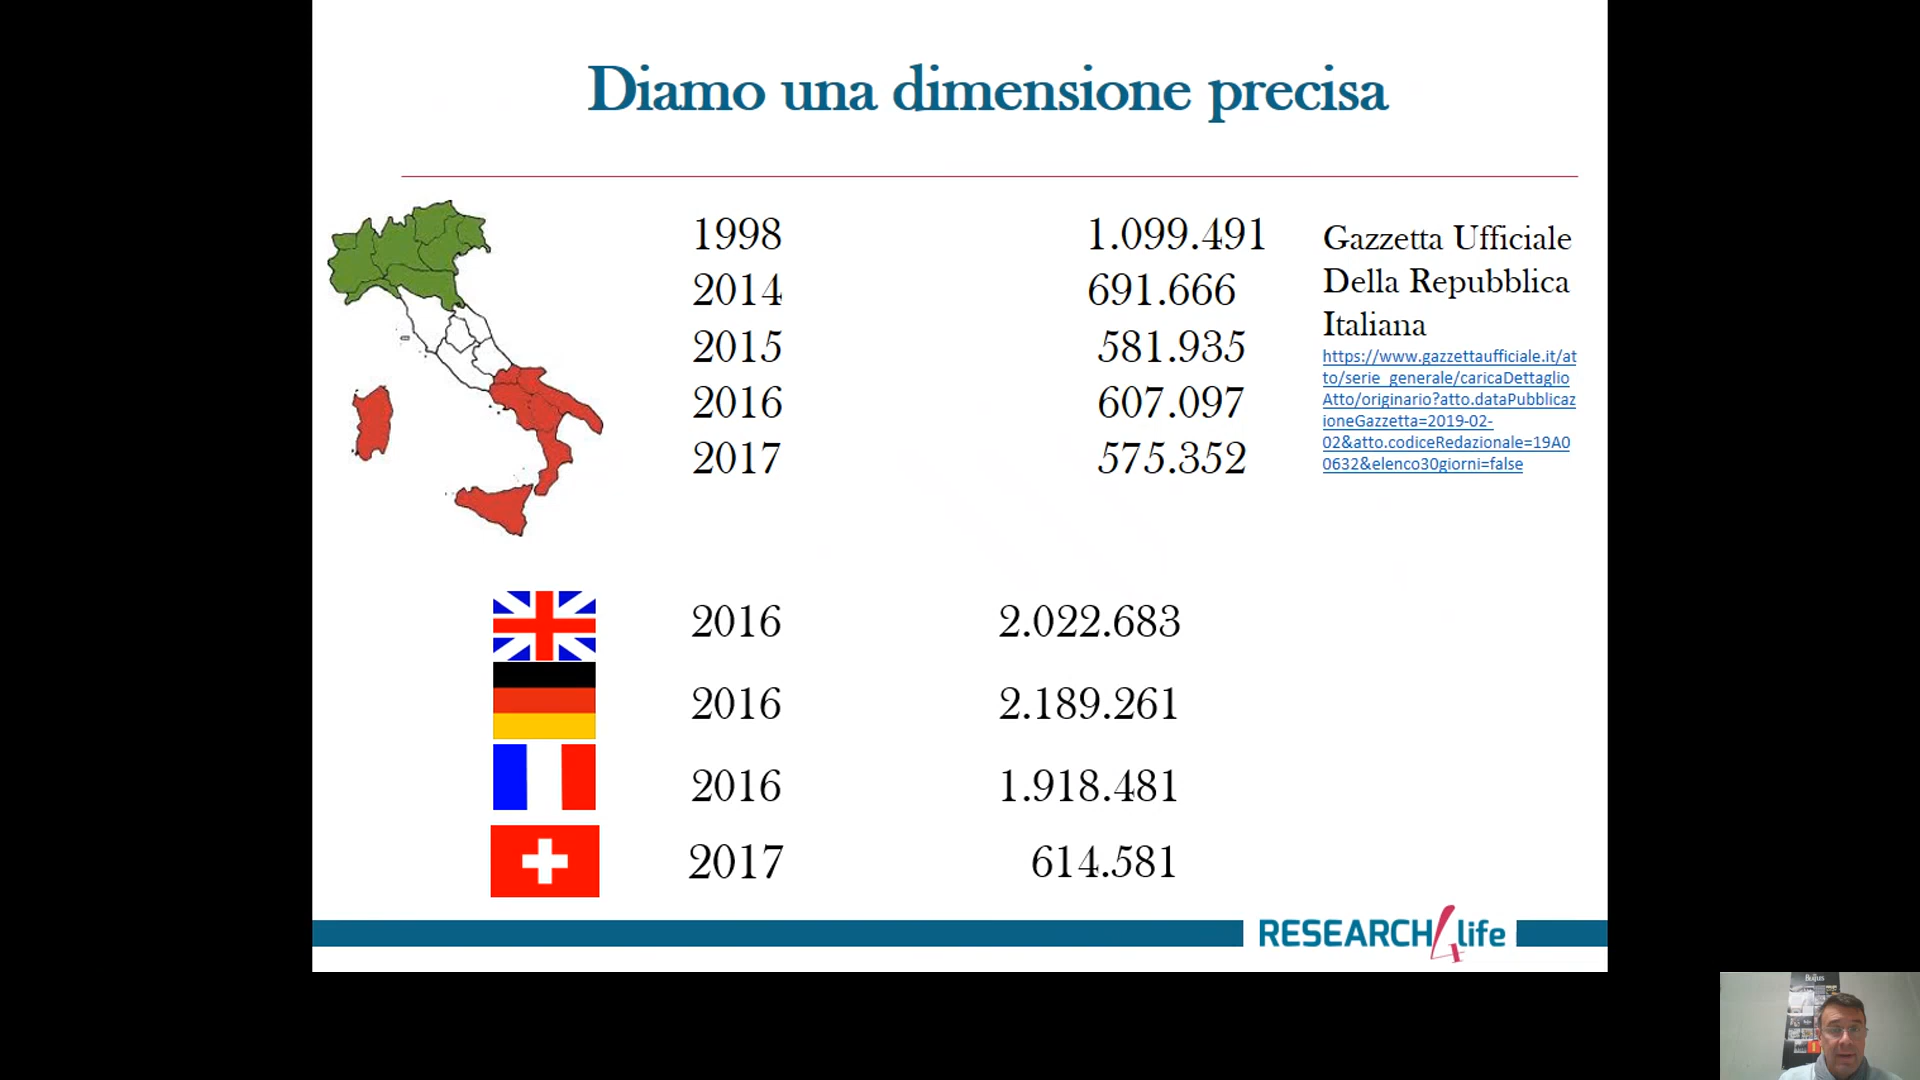 Diamo una dimensione precisa
1998 1.099.491
2014 691.666
2015 581.935
2016 607.097
2017 575.352
Gazzetta Ufficiale
Della Repubblica
Italiana
https://www.gazzettaufficiale.it/at
to/serie_generale/caricaDettaglio
Atto/originario?atto.dataPubblicaz
ioneGazzetta=2019-02-
02&atto.codiceRedazionale=19A0
0632&elenco30giorni=false
2016 2.022.683
2016 2.189.261
2016 1.918.481
2017 614.581
RESEARCH4life